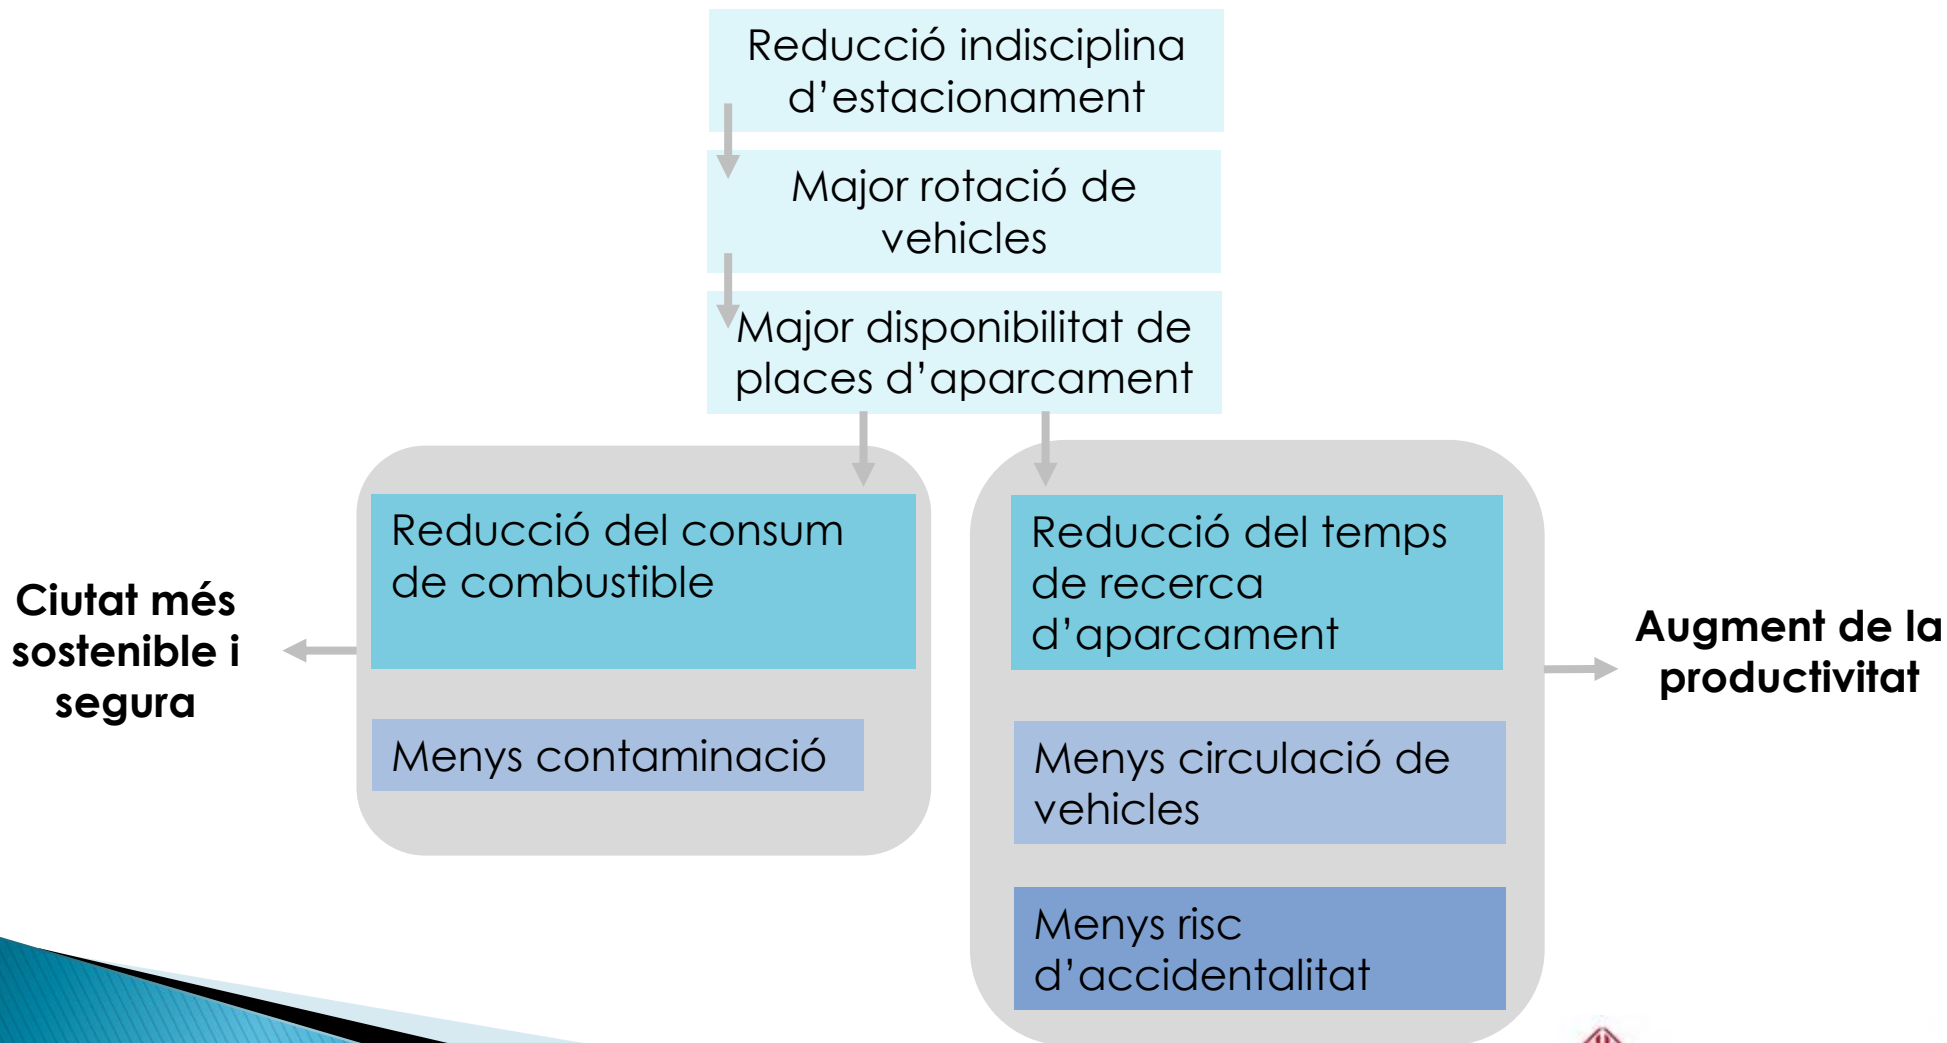 Reducció indisciplina
d’estacionament
Major rotació de
vehicles
Major disponibilitat de
places d’aparcament
Reducció del consum
de combustible
Menys contaminació
Ciutat més
sostenible i
segura
Reducció del temps
de recerca
d’aparcament
Menys circulació de
vehicles
Menys risc
d’accidentalitat
Augment de la
productivitat